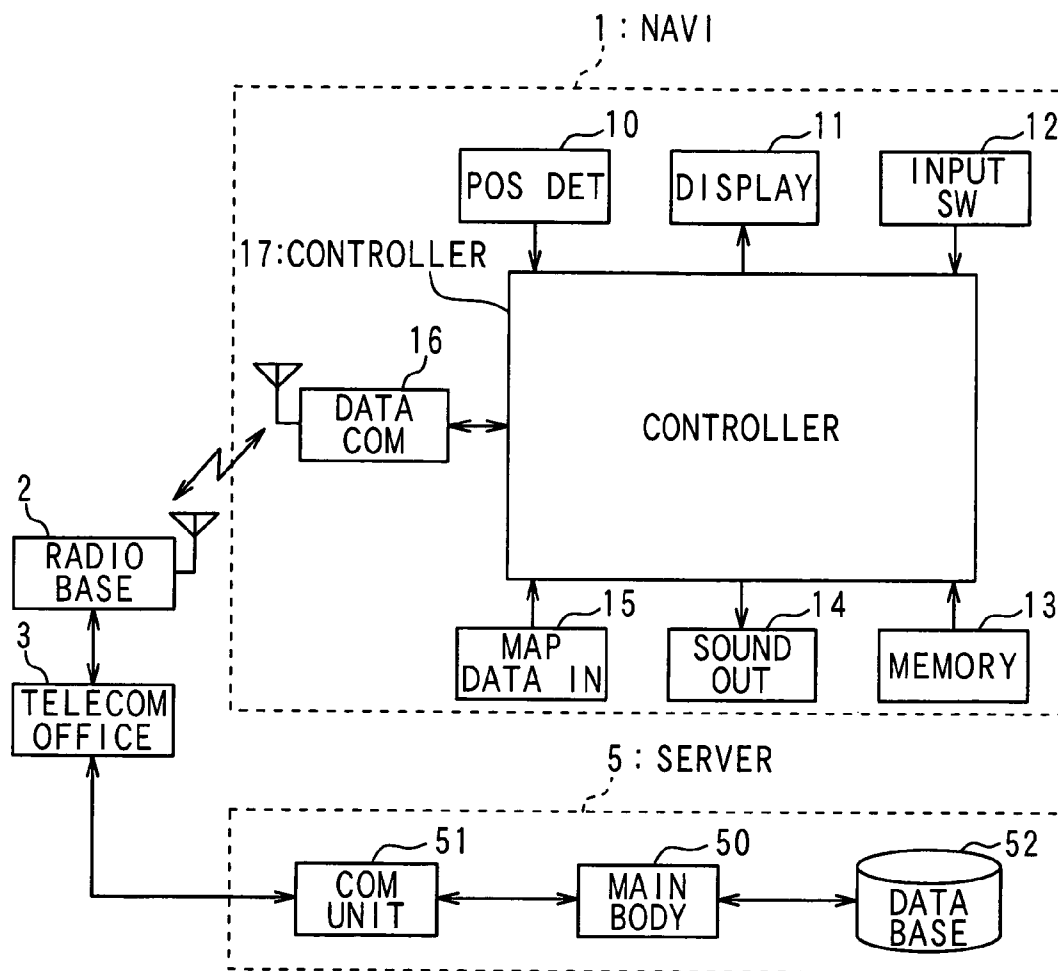 1: NAVI
10
11
12
POS DET
DISPLAY
INPUT
SW
17:CONTROLLER
16
DATA
COM
CONTROLLER
2
RADIO
BASE
3
15
14
13
MAP
DATA IN
SOUND
OUT
MEMORY
TELECOM
OFFICE
5: SERVER
51
50
52
COM
UNIT
MAIN
BODY
DATA
BASE